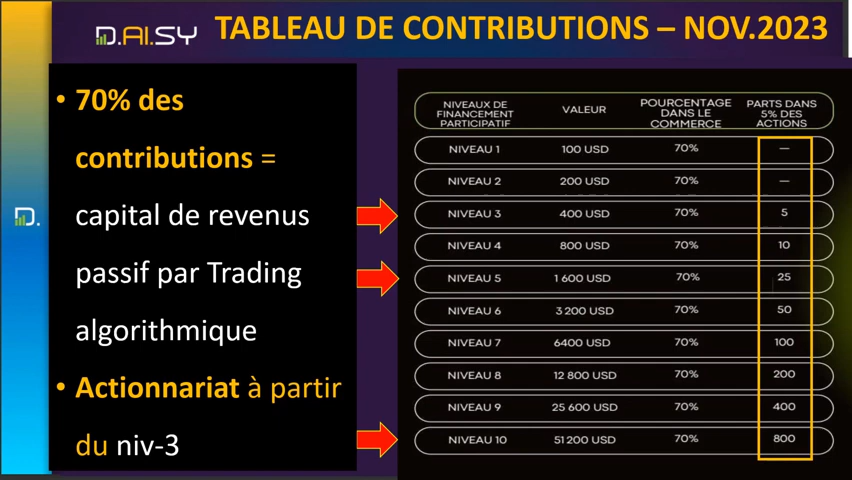 D.AI.SY TABLEAU DE CONTRIBUTIONS – NOV.2023
• 70% des
contributions =
capital de revenus
passif par Trading
algorithmique
• Actionnariat à partir
du niv-3
D.
NIVEAUX DE FINANCEMENT PARTICIPATIF VALEUR POURCENTAGE DANS LE COMMERCE PARTS DANS 5% DES ACTIONS
NIVEAU 1 100 USD 70% —
NIVEAU 2 200 USD 70% —
NIVEAU 3 400 USD 70% 5
NIVEAU 4 800 USD 70% 10
NIVEAU 5 1 600 USD 70% 25
NIVEAU 6 3 200 USD 70% 50
NIVEAU 7 6400 USD 70% 100
NIVEAU 8 12 800 USD 70% 200
NIVEAU 9 25 600 USD 70% 400
NIVEAU 10 51 200 USD 70% 800